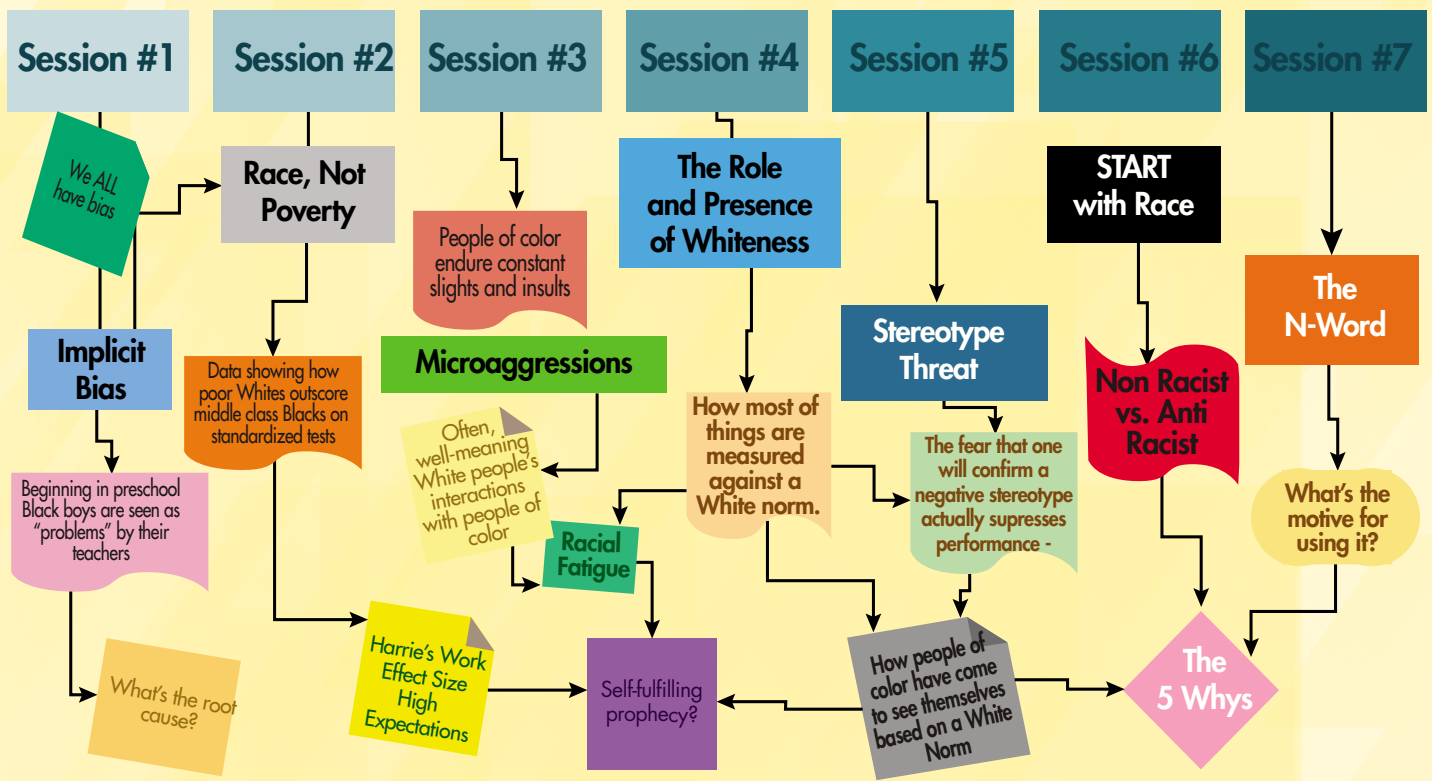 Session #1
Session #2
Session #3
Session #4
Session #5
Session #6
Session #7
We ALL
have bias
Race, Not
Poverty
People of color
endure constant
slights and insults
The Role
and Presence
of Whiteness
START
with Race
The
N-Word
Implicit
Bias
Data showing how
poor Whites outscore
middle class Blacks on
standardized tests
Microaggressions
Stereotype
Threat
Non Racist
vs. Anti
Racist
Often,
well-meaning
White people's
interactions
with people of
color
How most of
things are
measured
against a
White norm.
The fear that one
will confirm a
negative stereotype
actually supresses
performance -
Beginning in preschool
Black boys are seen as
"problems" by their
teachers
What's the
motive for
using it?
Racial
Fatigue
What's the root
cause?
Harrie's Work
Effect Size
High
Expectations
Self-fulfilling
prophecy?
How people of
color have come
to see themselves
based on a White
Norm
The
5 Whys